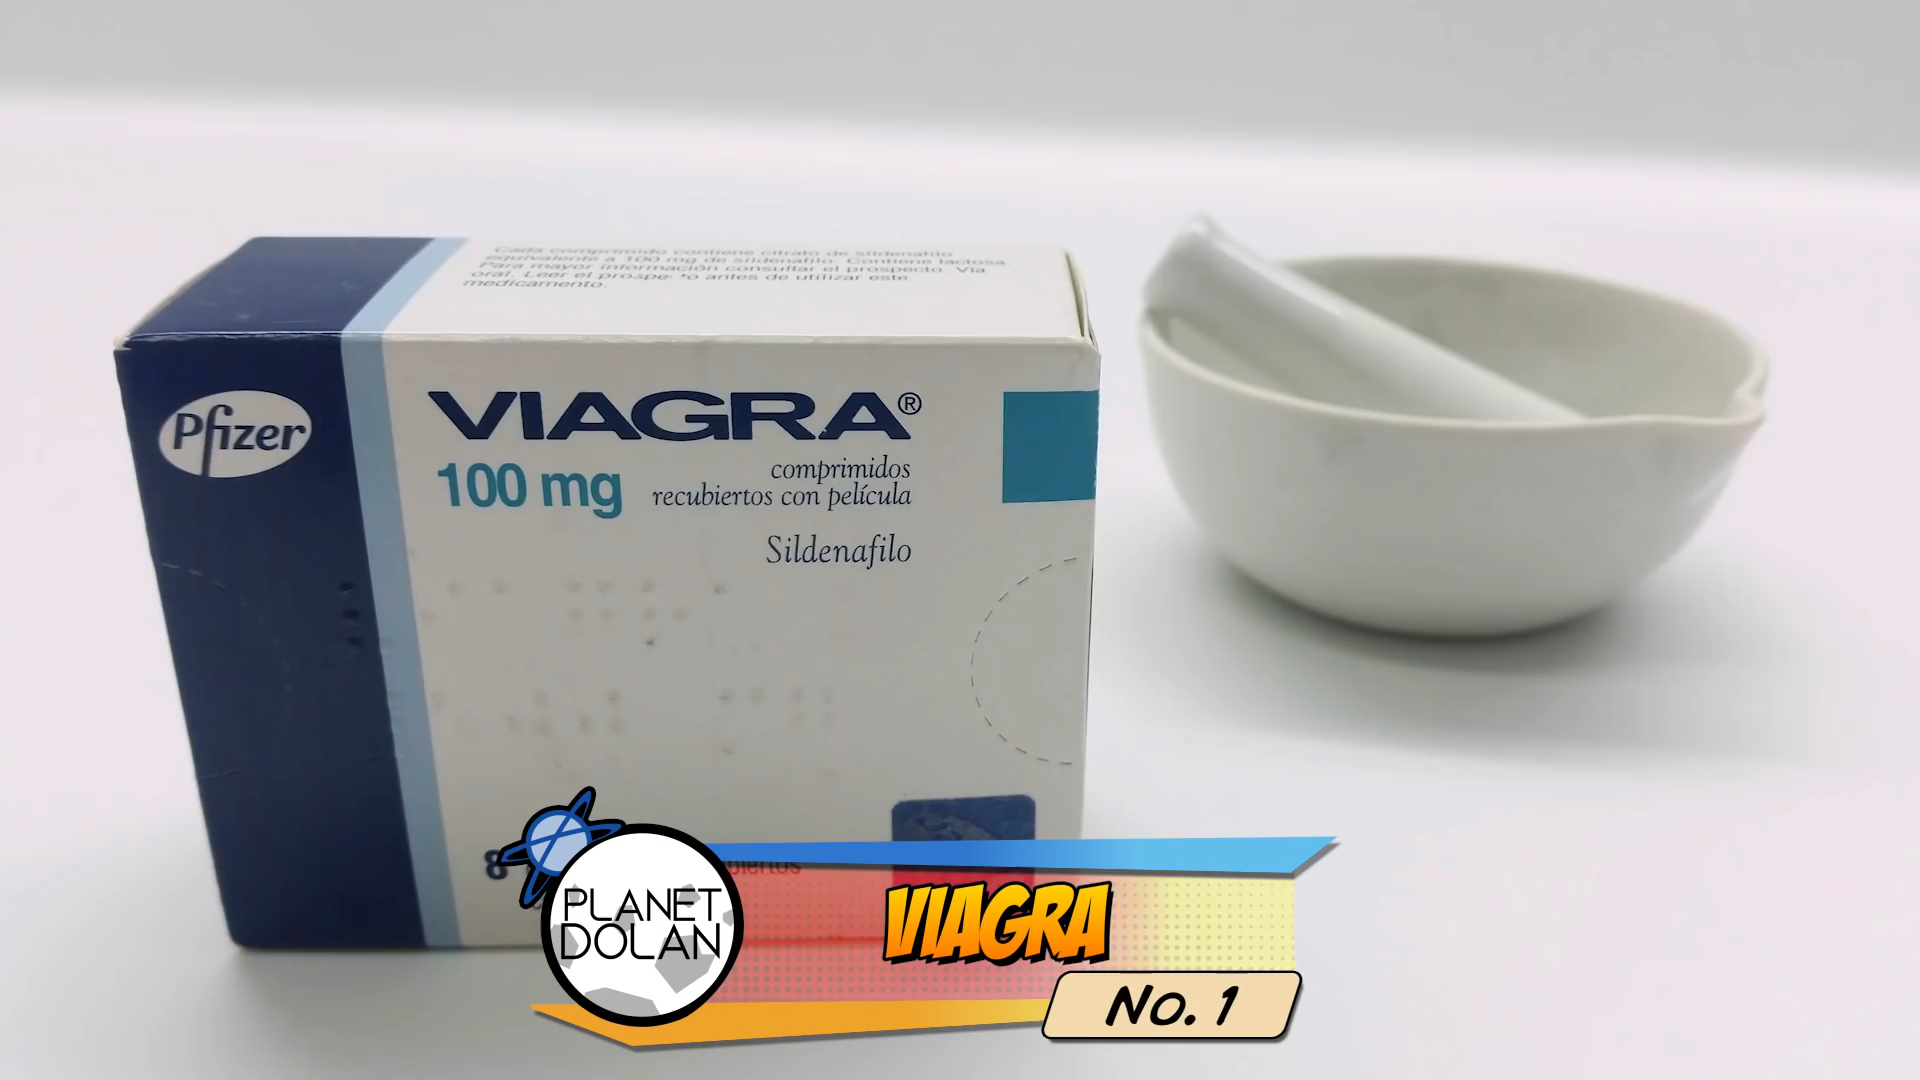 Cada comprimido contiene citrato de sildenafilo
equivalente a 100 mg de sildenafilo. Contiene lactosa
Para mayor información consultar el prospecto. Vía
oral. Leer el prospecto antes de utilizar este
medicamento.
Pfizer
VIAGRA®
100 mg
comprimidos
recubiertos con película
Sildenafilo
8
PLANET
DOLAN
VIAGRA
No. 1